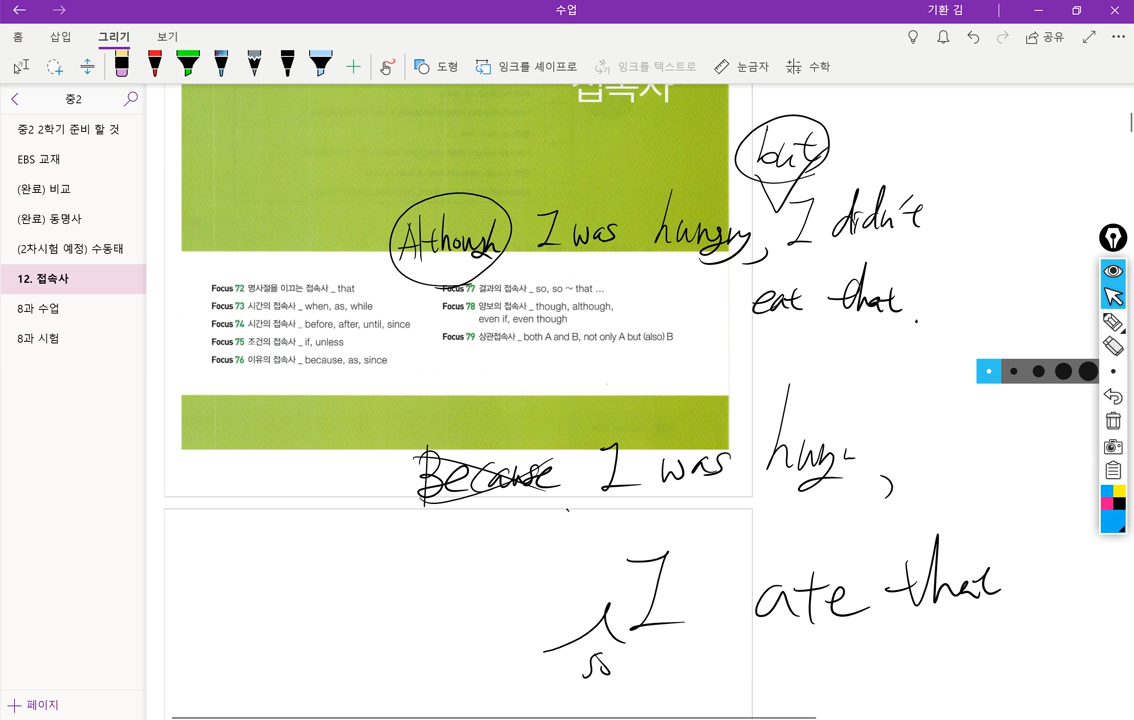 수업
기환 김
홈 삽입 그리기 보기
공유
도형 잉크를 셰이프로 잉크를 텍스트로 눈금자 수학
중2
중2 2학기 준비 할 것
EBS 교재
(완료) 비교
(완료) 동명사
(2차시험 예정) 수동태
12. 접속사
8과 수업
8과 시험
페이지
접속사
but
Although I was hungry, I didn't
eat that.
Focus 72 명사절을 이끄는 접속사 _ that
Focus 73 시간의 접속사 _ when, as, while
Focus 74 시간의 접속사 _ before, after, until, since
Focus 75 조건의 접속사 _ if, unless
Focus 76 이유의 접속사 _ because, as, since
Focus 77 결과의 접속사 _ so, so ~ that ...
Focus 78 양보의 접속사 _ though, although,
even if, even though
Focus 79 상관접속사 _ both A and B, not only A but (also) B
Because I was
I ate that
so